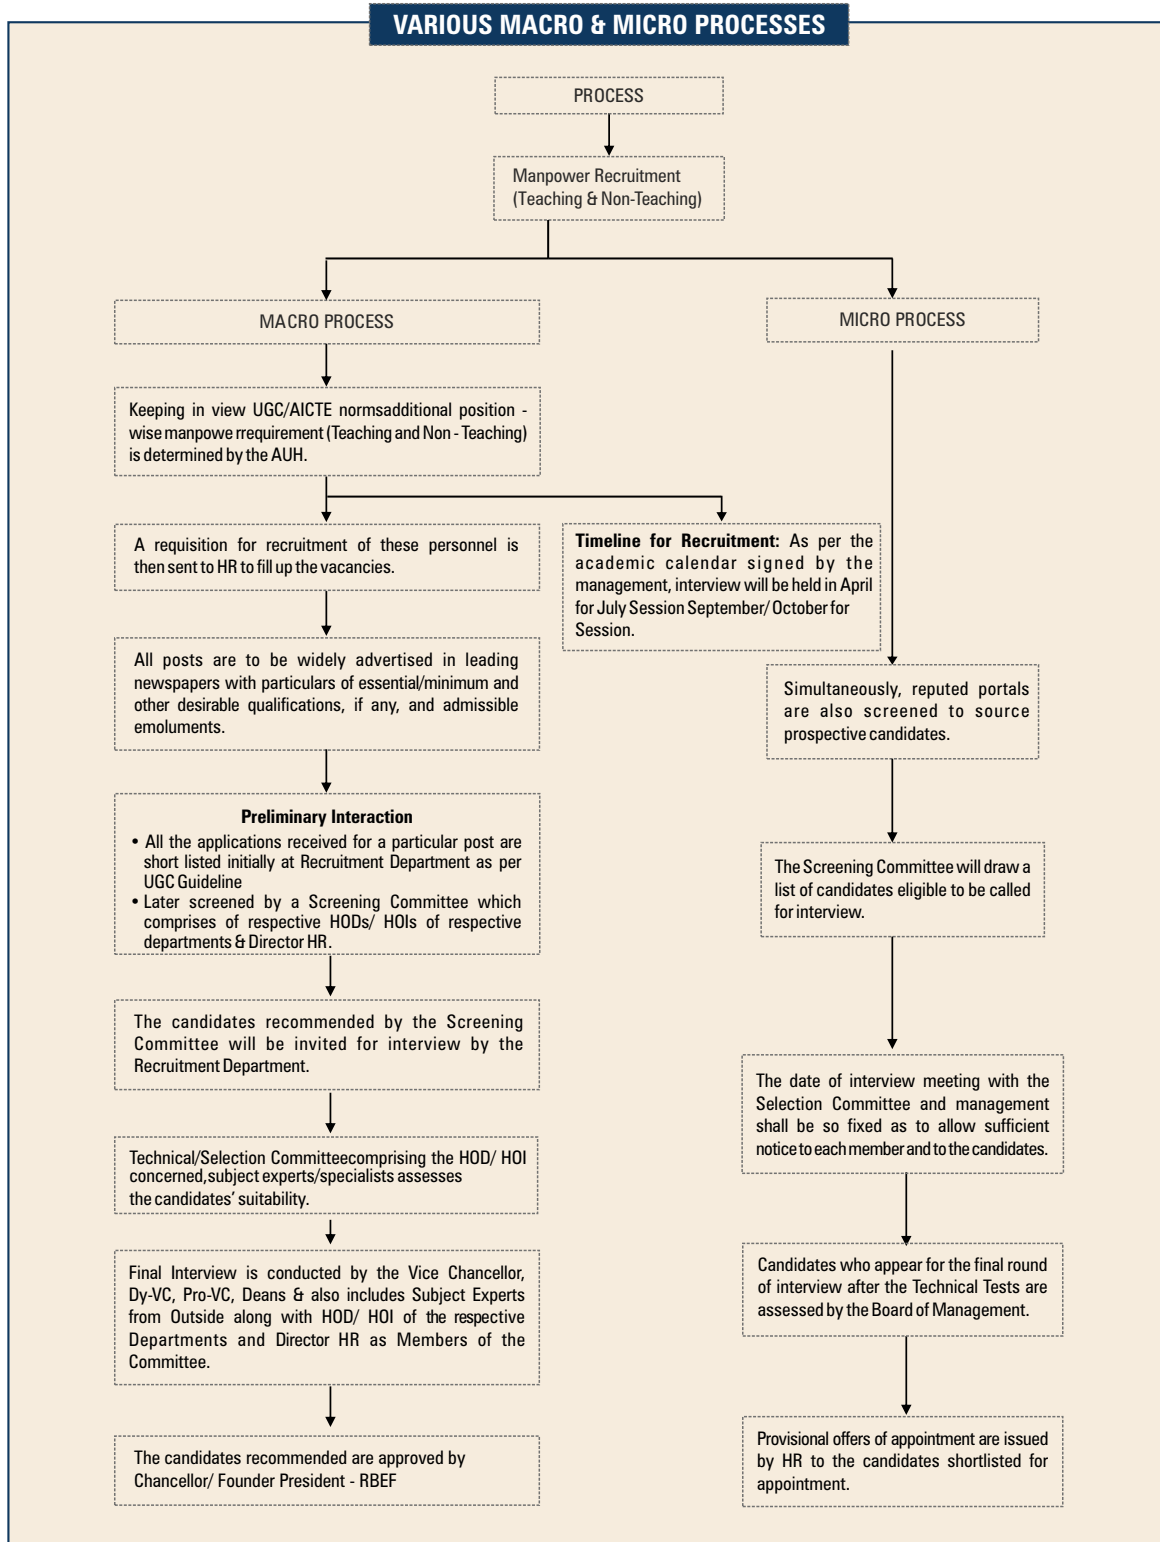 VARIOUS MACRO & MICRO PROCESSES
PROCESS
Manpower Recruitment
(Teaching & Non-Teaching)
MACRO PROCESS
Keeping in view UGC/AICTE normsadditional position -
wise manpowe rrequirement (Teaching and Non - Teaching)
is determined by the AUH.
A requisition for recruitment of these personnel is
then sent to HR to fill up the vacancies.
Timeline for Recruitment: As per the
academic calendar signed by the
management, interview will be held in April
for July Session September/ October for
Session.
All posts are to be widely advertised in leading
newspapers with particulars of essential/minimum and
other desirable qualifications, if any, and admissible
emoluments.
Preliminary Interaction
• All the applications received for a particular post are
short listed initially at Recruitment Department as per
UGC Guideline
• Later screened by a Screening Committee which
comprises of respective HODs/ HOIs of respective
departments & Director HR.
The candidates recommended by the Screening
Committee will be invited for interview by the
Recruitment Department.
Technical/Selection Committeecomprising the HOD/ HOI
concerned,subject experts/specialists assesses
the candidates' suitability.
Final Interview is conducted by the Vice Chancellor,
Dy-VC, Pro-VC, Deans & also includes Subject Experts
from Outside along with HOD/ HOI of the respective
Departments and Director HR as Members of the
Committee.
The candidates recommended are approved by
Chancellor/ Founder President - RBEF
MICRO PROCESS
Simultaneously, reputed portals
are also screened to source
prospective candidates.
The Screening Committee will draw a
list of candidates eligible to be called
for interview.
The date of interview meeting with the
Selection Committee and management
shall be so fixed as to allow sufficient
notice to each member and to the candidates.
Candidates who appear for the final round
of interview after the Technical Tests are
assessed by the Board of Management.
Provisional offers of appointment are issued
by HR to the candidates shortlisted for
appointment.